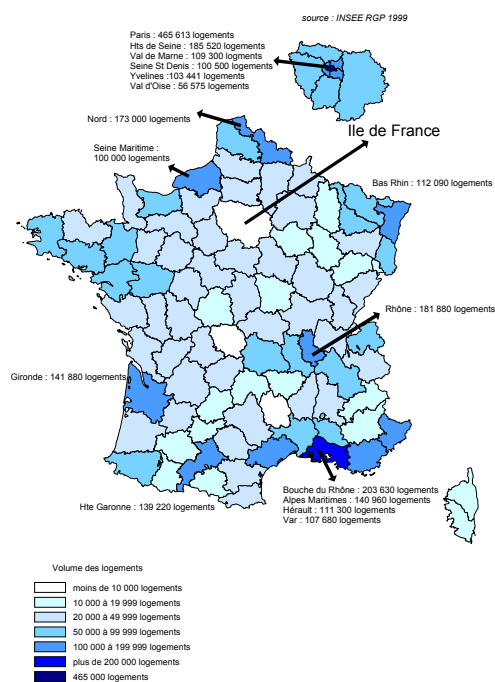 source : INSEE RGP 1999
Paris : 465 613 logements
Hts de Seine : 185 520 logements
Val de Marne : 109 300 logements
Seine St Denis : 100 500 logements
Yvelines :103 441 logements
Val d'Oise : 56 575 logements
Nord : 173 000 logements
Ile de France
Seine Maritime :
100 000 logements
Bas Rhin : 112 090 logements
Rhône : 181 880 logements
Gironde : 141 880 logements
Hte Garonne : 139 220 logements
Bouche du Rhône : 203 630 logements
Alpes Maritimes : 140 960 logements
Hérault : 111 300 logements
Var : 107 680 logements
Volume des logements
moins de 10 000 logements
10 000 à 19 999 logements
20 000 à 49 999 logements
50 000 à 99 999 logements
100 000 à 199 999 logements
plus de 200 000 logements
465 000 logements